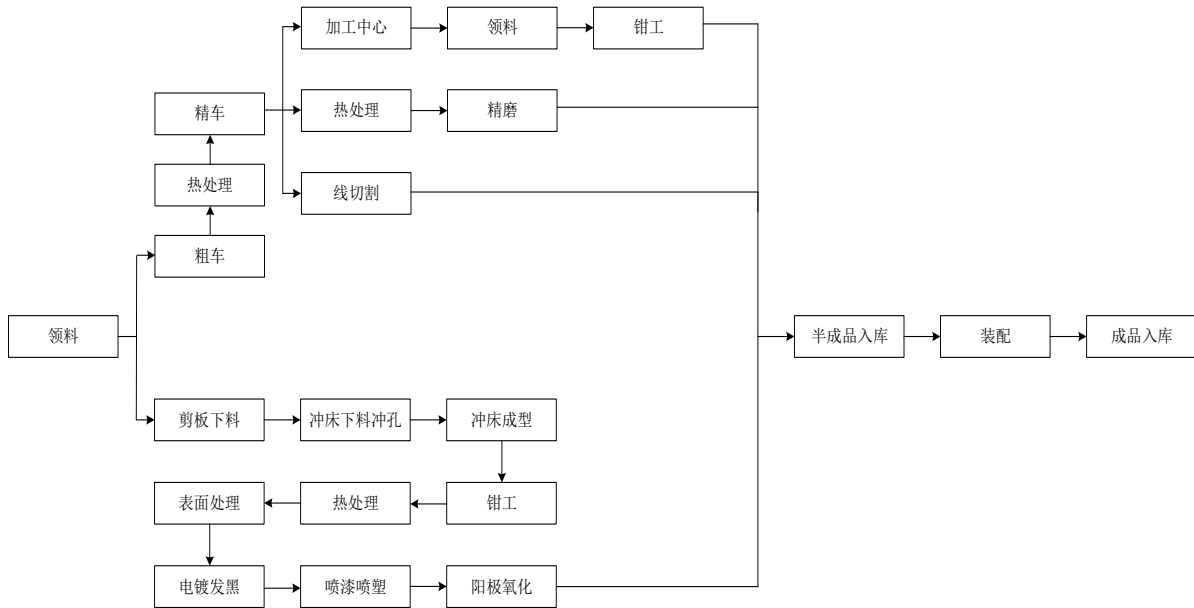 加工中心
领料
钳工
精车
热处理
精磨
热处理
线切割
粗车
领料
半成品入库
装配
成品入库
剪板下料
冲床下料冲孔
冲床成型
表面处理
热处理
钳工
电镀发黑
喷漆喷塑
阳极氧化